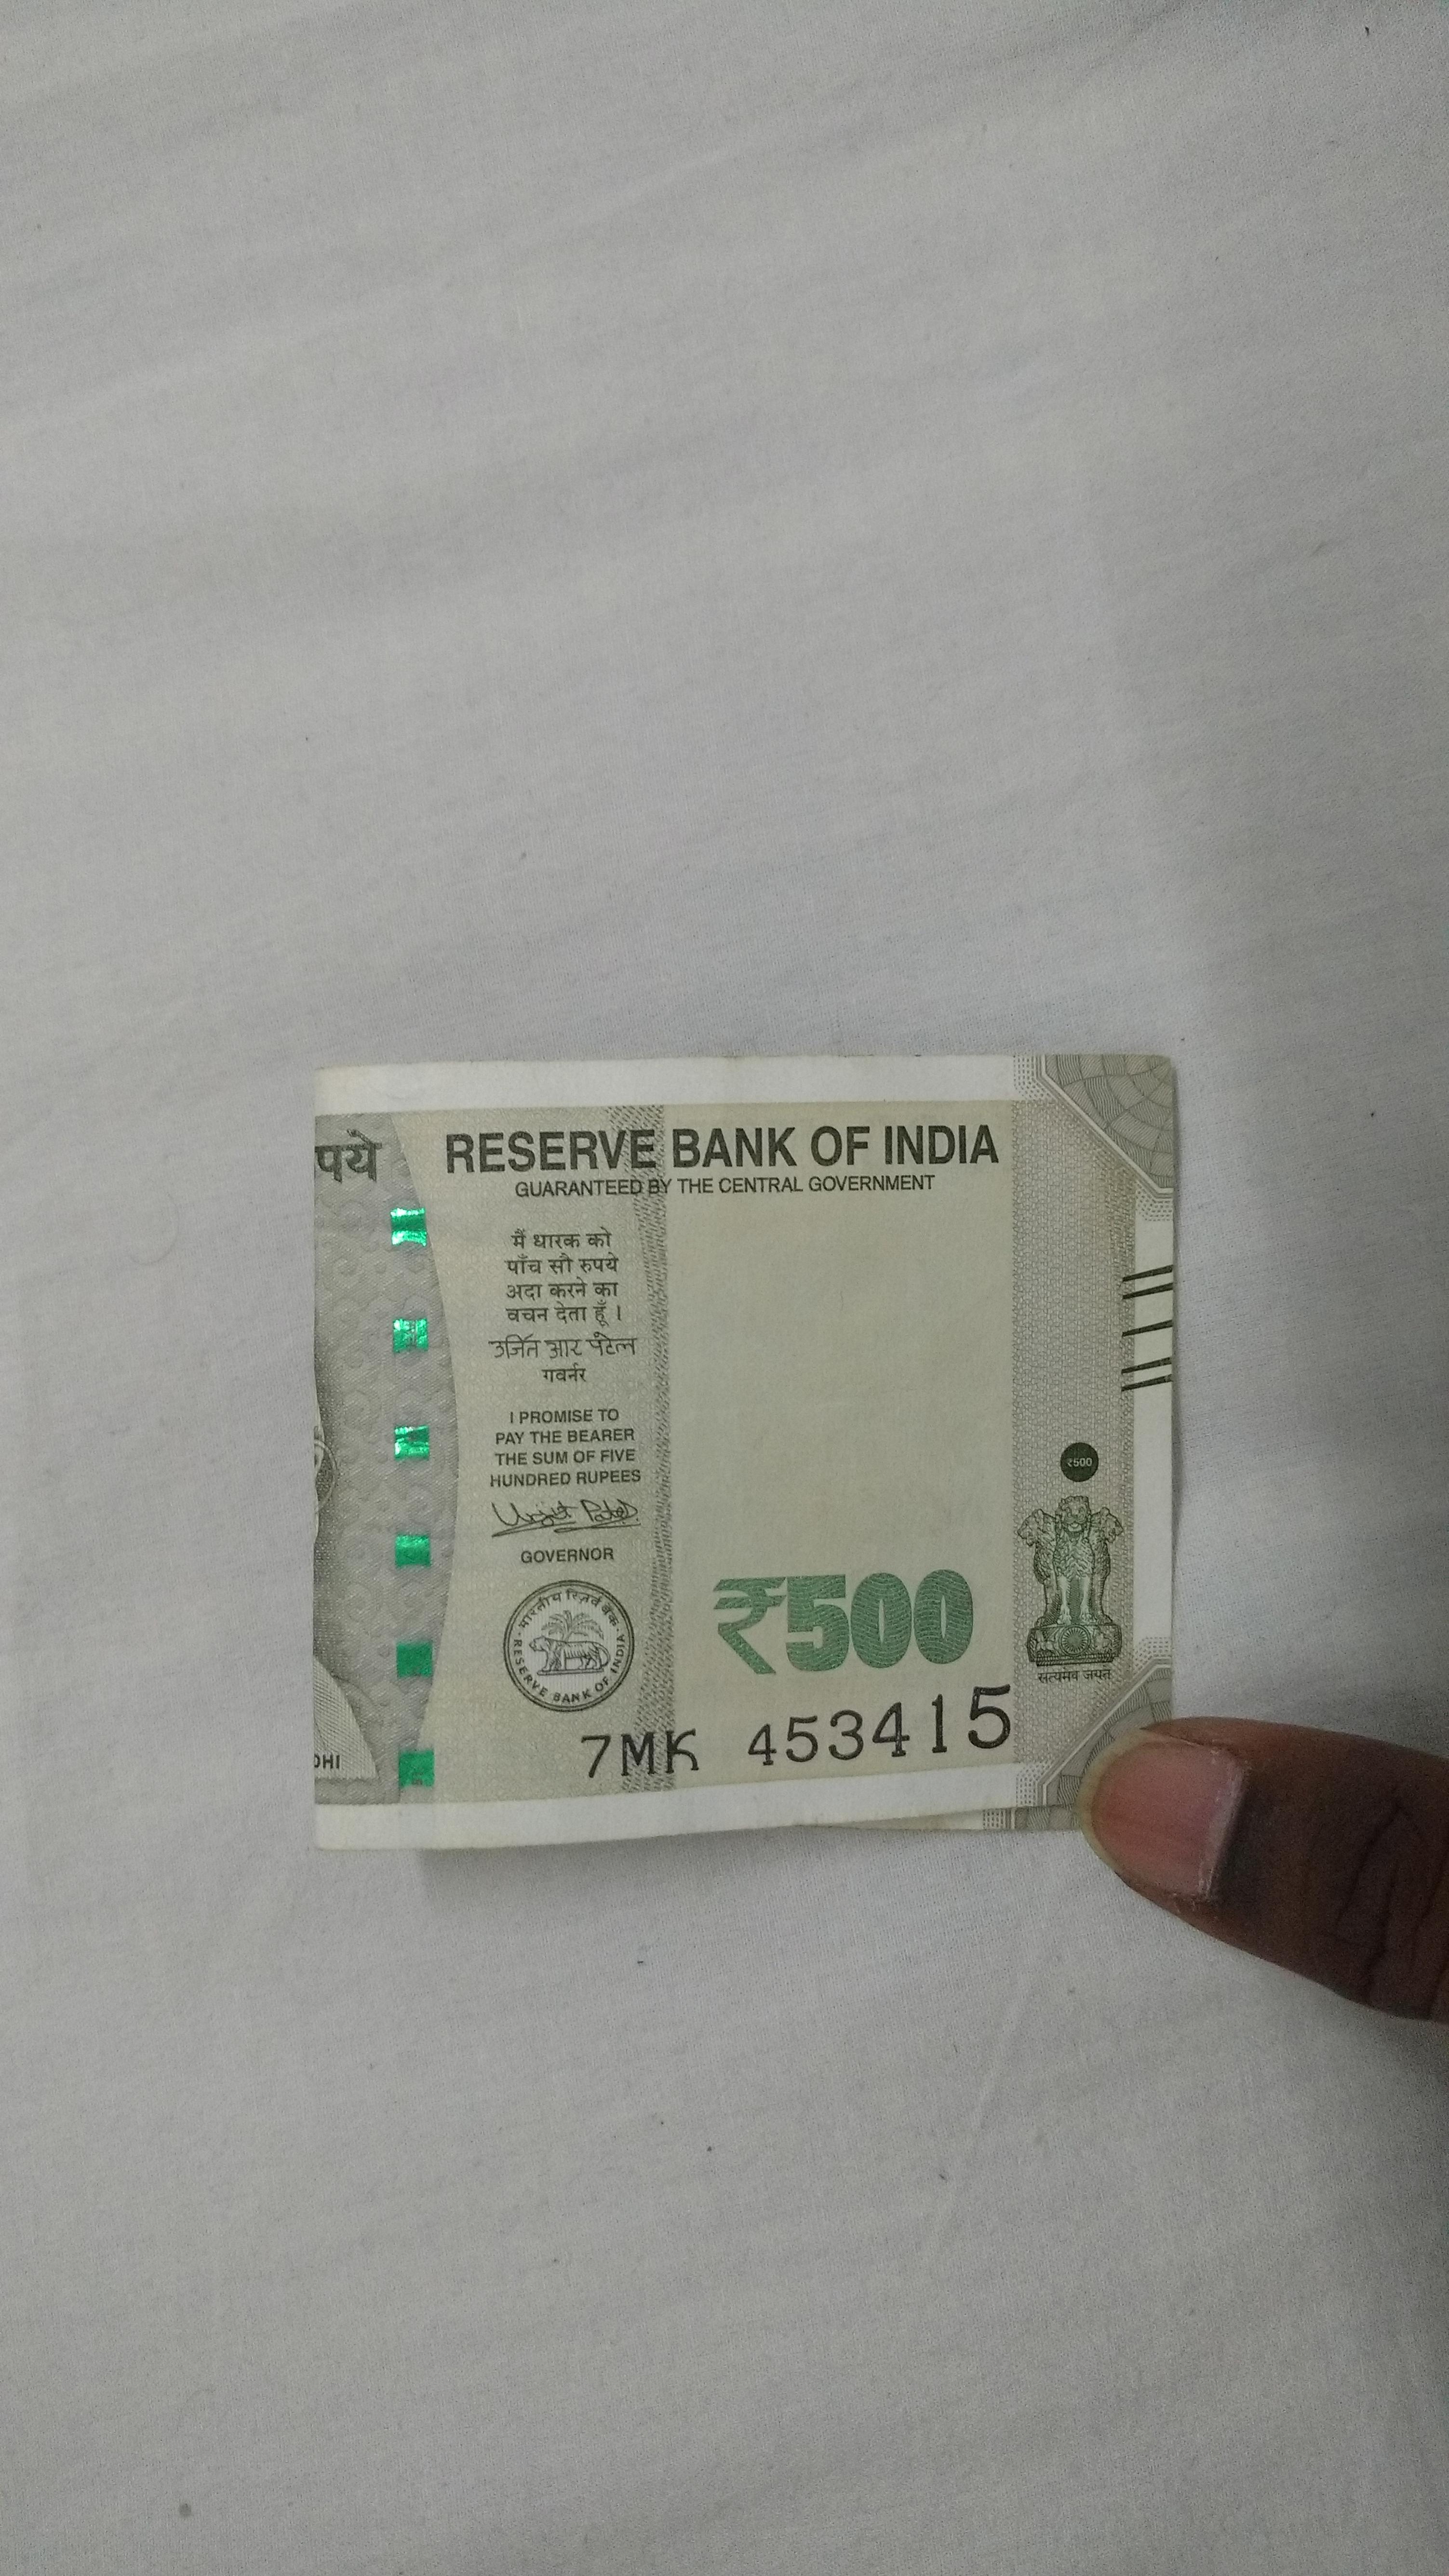 पये
RESERVE BANK OF INDIA
GUARANTEED BY THE CENTRAL GOVERNMENT
मैं धारक को
पाँच सौ रुपये
अदा करने का
वचन देता हूँ ।
उर्जित आर पटेल
गवर्नर
I PROMISE TO
PAY THE BEARER
THE SUM OF FIVE
HUNDRED RUPEES
Urjit Patel
GOVERNOR
भारतीय रिज़र्व बैंक
RESERVE BANK OF INDIA
₹500
₹500
सत्यमेव जयते
7MK 453415
DHI